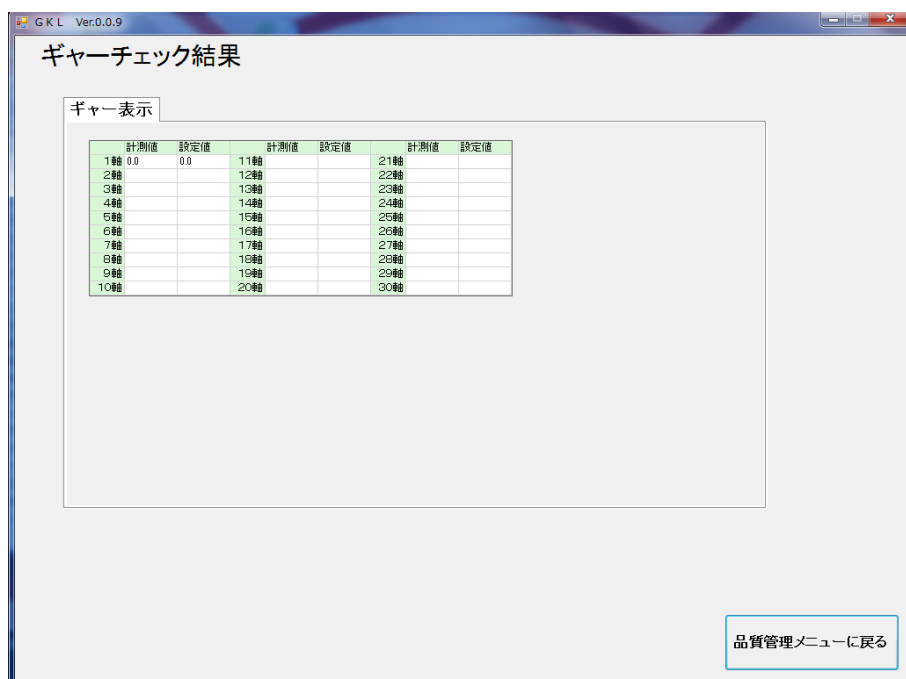 G K L Ver.0.0.9
ギャーチェック結果
ギャー表示
計測値 設定値 計測値 設定値 計測値 設定値
1軸 0.0 0.0 11軸 21軸
2軸 12軸 22軸
3軸 13軸 23軸
4軸 14軸 24軸
5軸 15軸 25軸
6軸 16軸 26軸
7軸 17軸 27軸
8軸 18軸 28軸
9軸 19軸 29軸
10軸 20軸 30軸
品質管理メニューに戻る